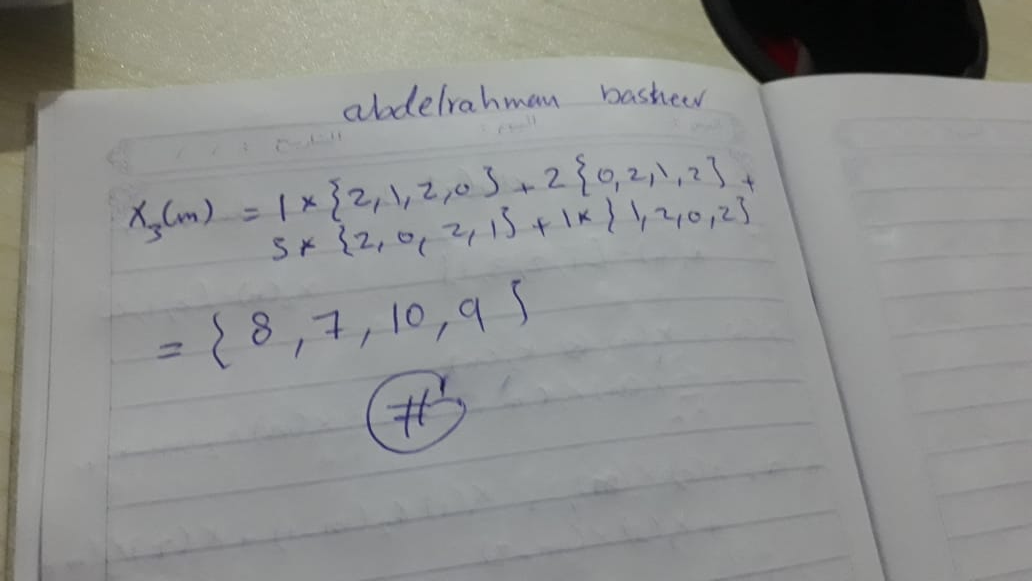 abdelrahman basheer
X₃(m) = 1 × {2,1,2,0} + 2 {0,2,1,2} +
3 × {2,0,2,1} + 1 × } 1,2,0,2}
= {8,7,10,9}
#